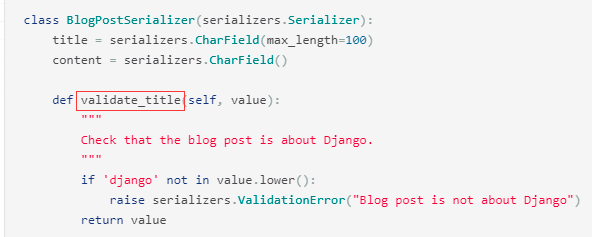 class BlogPostSerializer(serializers.Serializer):
    title = serializers.CharField(max_length=100)
    content = serializers.CharField()

    def validate_title(self, value):
        """
        Check that the blog post is about Django.
        """
        if 'django' not in value.lower():
            raise serializers.ValidationError("Blog post is not about Django")
        return value